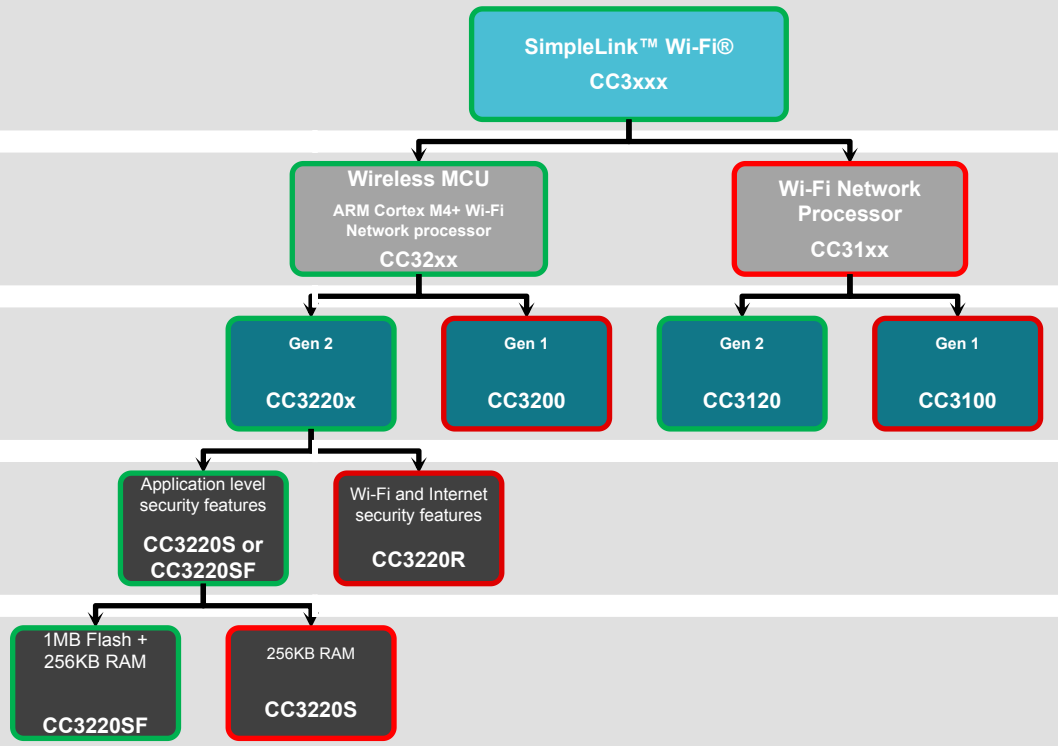 SimpleLink™ Wi-Fi®
CC3xxx
Wireless MCU
ARM Cortex M4+ Wi-Fi
Network processor
CC32xx
Wi-Fi Network
Processor
CC31xx
Gen 2
CC3220x
Gen 1
CC3200
Gen 2
CC3120
Gen 1
CC3100
Application level
security features
CC3220S or
CC3220SF
Wi-Fi and Internet
security features
CC3220R
1MB Flash +
256KB RAM
CC3220SF
256KB RAM
CC3220S